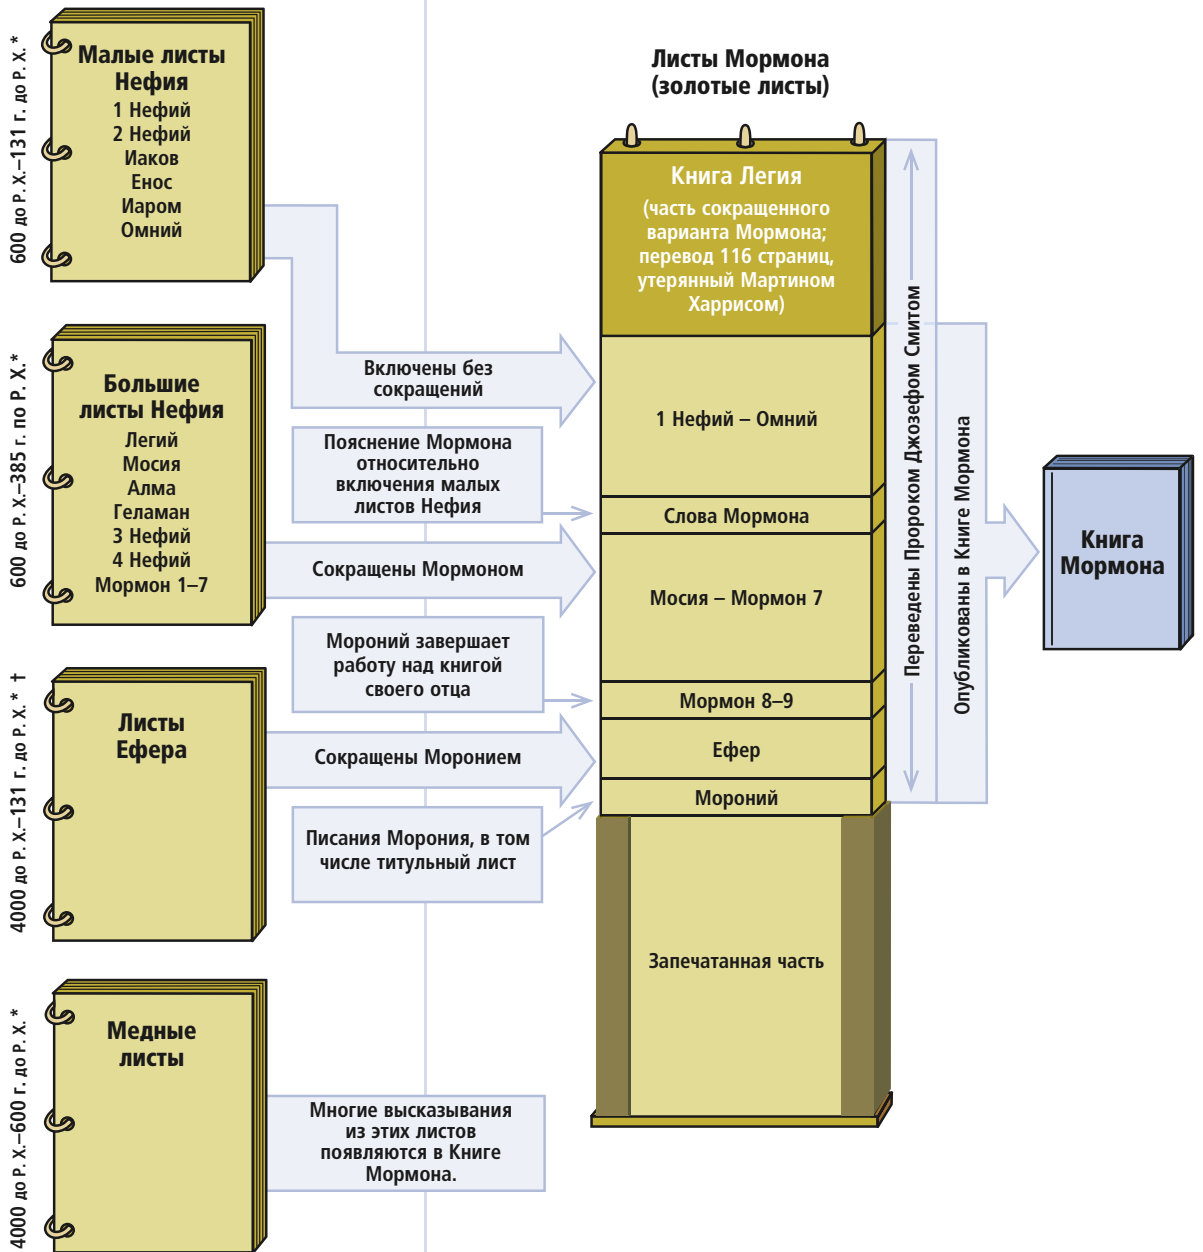 600 до Р. Х.–131 г. до Р. Х.*
Малые листы
Нефия
1 Нефий
2 Нефий
Иаков
Енос
Иаром
Омний
600 до Р. Х.–385 г. по Р. Х.*
Большие
листы Нефия
Легий
Мосия
Алма
Геламан
3 Нефий
4 Нефий
Мормон 1–7
4000 до Р. Х.–131 г. до Р. Х.* †
Листы
Ефера
4000 до Р. Х.–600 г. до Р. Х.*
Медные
листы
Включены без
сокращений
Пояснение Мормона
относительно
включения малых
листов Нефия
Сокращены Мормоном
Мороний завершает
работу над книгой
своего отца
Сокращены Моронием
Писания Морония, в том
числе титульный лист
Многие высказывания
из этих листов
появляются в Книге
Мормона.
Листы Мормона
(золотые листы)
Книга Легия
(часть сокращенного
варианта Мормона;
перевод 116 страниц,
утерянный Мартином
Харрисом)
1 Нефий – Омний
Слова Мормона
Мосия – Мормон 7
Мормон 8–9
Ефер
Мороний
Запечатанная часть
Переведены Пророком Джозефом Смитом
Опубликованы в Книге Мормона
Книга
Мормона